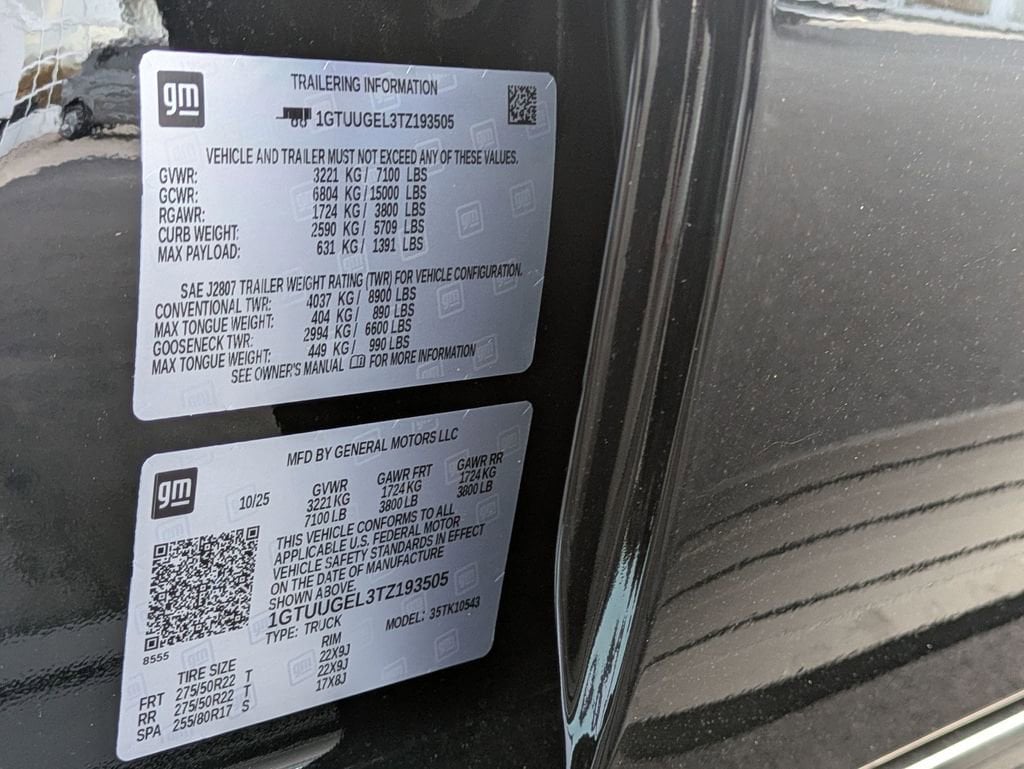 gm
TRAILERING INFORMATION
1GTUUGEL3TZ193505
VEHICLE AND TRAILER MUST NOT EXCEED ANY OF THESE VALUES.
GVWR: 3221 KG / 7100 LBS
GCWR: 6804 KG / 15000 LBS
RGAWR: 1724 KG / 3800 LBS
CURB WEIGHT: 2590 KG / 5709 LBS
MAX PAYLOAD: 631 KG / 1391 LBS
SAE J2807 TRAILER WEIGHT RATING (TWR) FOR VEHICLE CONFIGURATION.
CONVENTIONAL TWR: 4037 KG / 8900 LBS
MAX TONGUE WEIGHT: 404 KG / 890 LBS
GOOSENECK TWR: 2994 KG / 6600 LBS
MAX TONGUE WEIGHT: 449 KG / 990 LBS
SEE OWNER'S MANUAL FOR MORE INFORMATION
gm
MFD BY GENERAL MOTORS LLC
10/25 GVWR GAWR FRT GAWR RR
3221 KG 1724 KG 1724 KG
7100 LB 3800 LB 3800 LB
THIS VEHICLE CONFORMS TO ALL
APPLICABLE U.S. FEDERAL MOTOR
VEHICLE SAFETY STANDARDS IN EFFECT
ON THE DATE OF MANUFACTURE
SHOWN ABOVE.
1GTUUGEL3TZ193505
TYPE: TRUCK MODEL: 35TK10543
8555
TIRE SIZE RIM
FRT 275/50R22 T 22X9J
RR 275/50R22 T 22X9J
SPA 255/80R17 S 17X8J